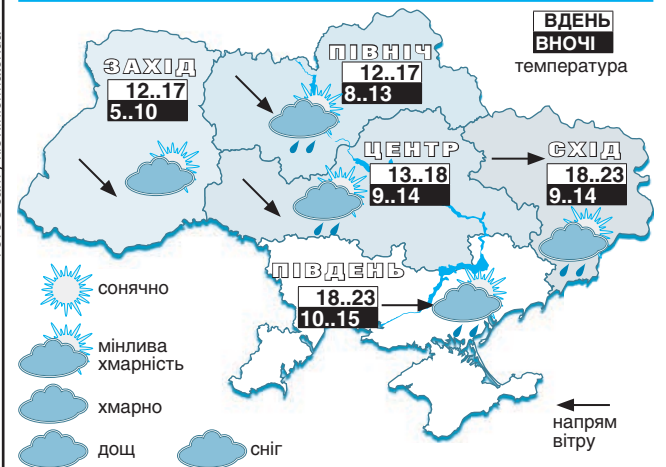 ВДЕНЬ
ВНОЧІ
температура
ПІВНІЧ
12..17
8..13
ЗАХІД
12..17
5..10
ЦЕНТР
13..18
9..14
СХІД
18..23
9..14
ПІВДЕНЬ
18..23
10..15
сонячно
мінлива
хмарність
хмарно
дощ
сніг
напрям
вітру